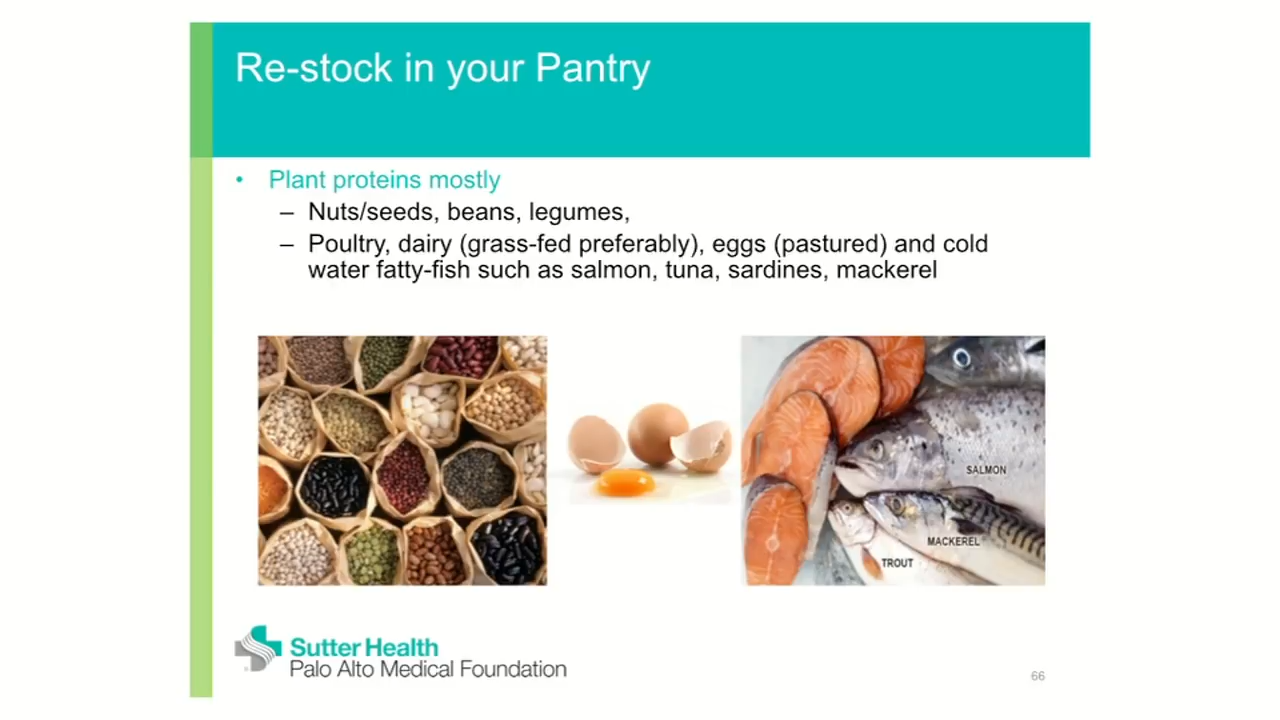 Re-stock in your Pantry
• Plant proteins mostly
– Nuts/seeds, beans, legumes,
– Poultry, dairy (grass-fed preferably), eggs (pastured) and cold
water fatty-fish such as salmon, tuna, sardines, mackerel
SALMON
MACKEREL
TROUT
Sutter Health
Palo Alto Medical Foundation
66